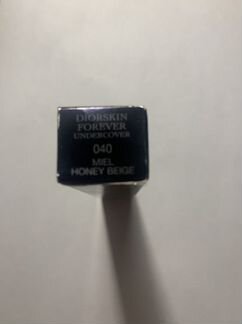 DIORSKIN
FOREVER
UNDERCOVER
040
MIEL
HONEY BEIGE